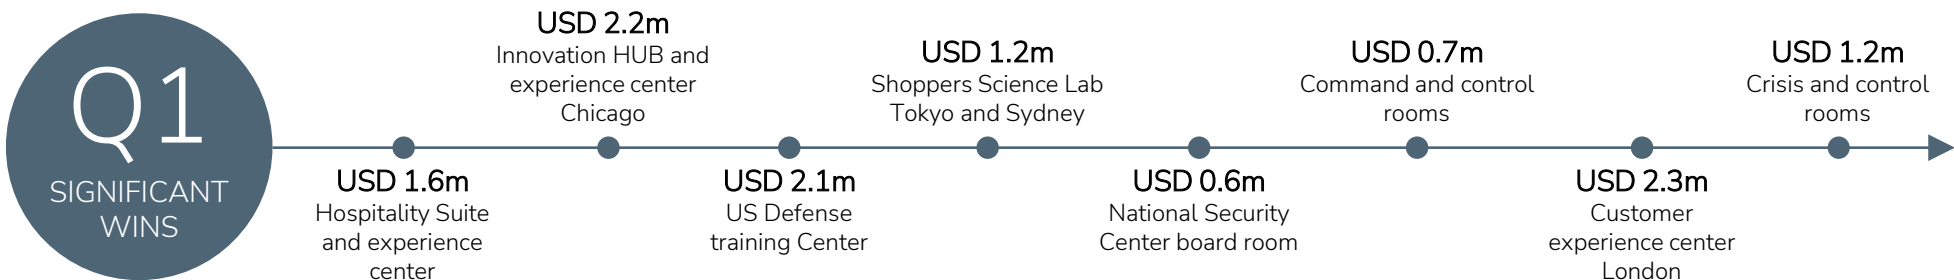 Q1
SIGNIFICANT
WINS
USD 1.6m
Hospitality Suite
and experience
center
USD 2.2m
Innovation HUB and
experience center
Chicago
USD 2.1m
US Defense
training Center
USD 1.2m
Shoppers Science Lab
Tokyo and Sydney
USD 0.6m
National Security
Center board room
USD 0.7m
Command and control
rooms
USD 2.3m
Customer
experience center
London
USD 1.2m
Crisis and control
rooms